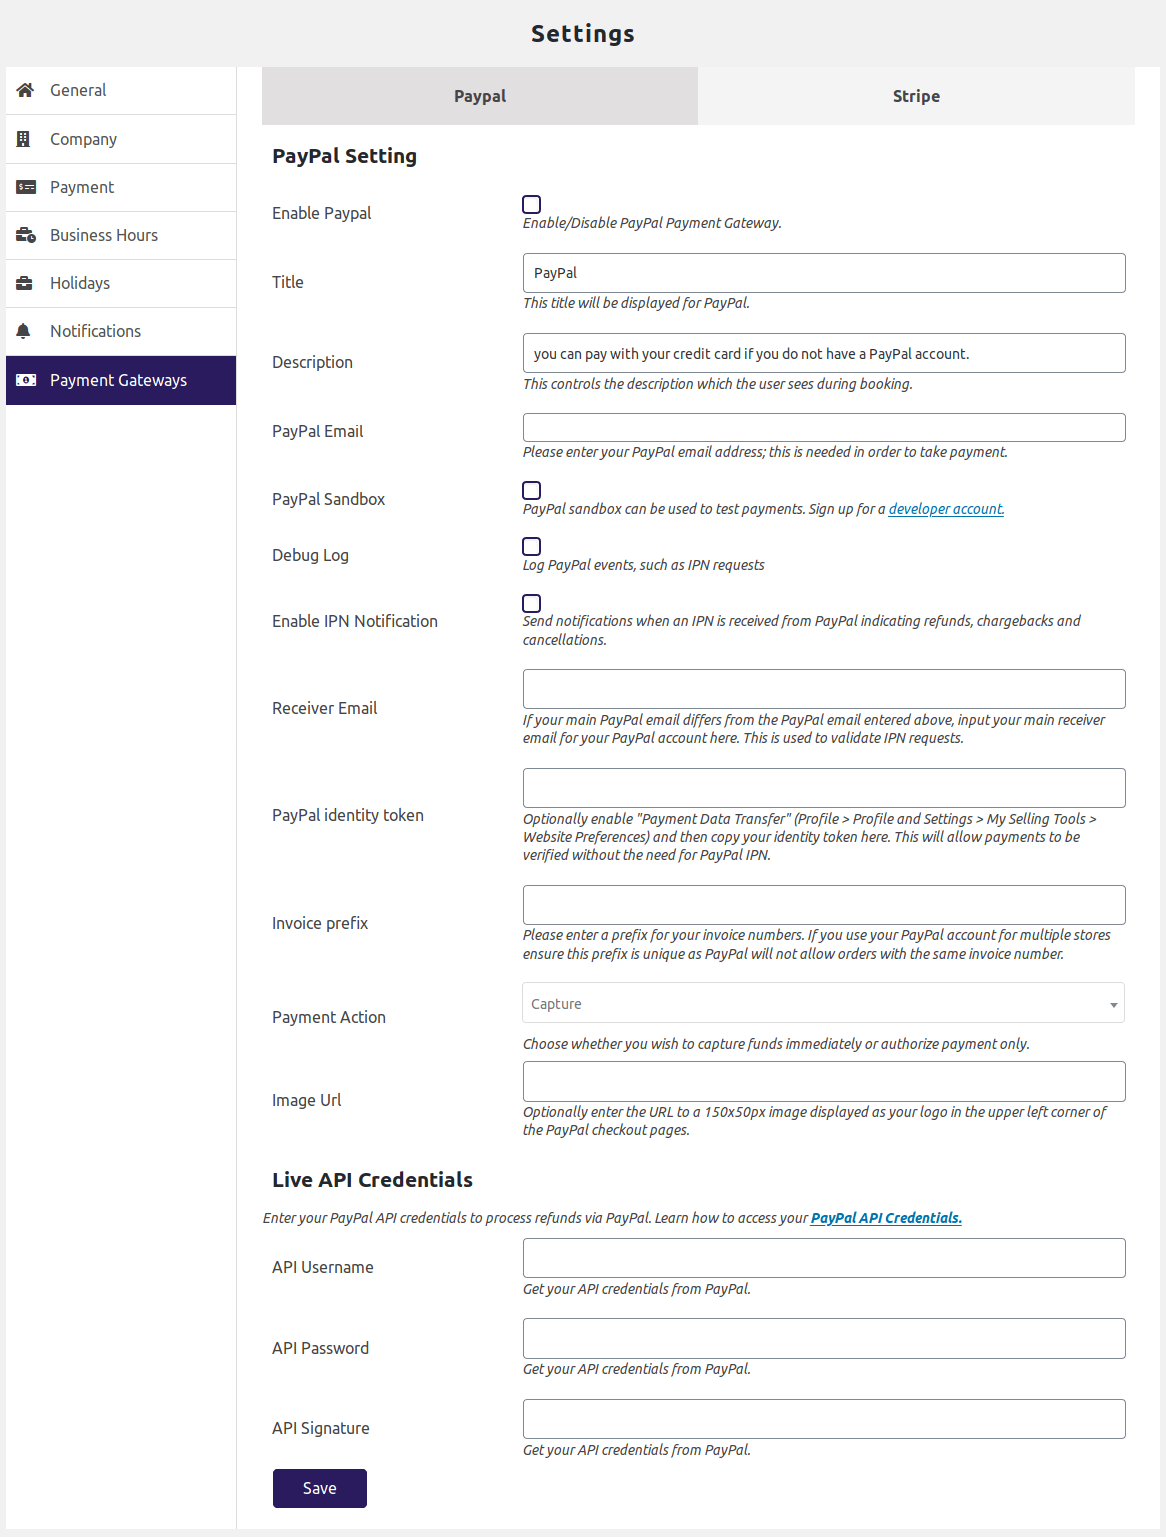 Settings
General
Company
Payment
Business Hours
Holidays
Notifications
Payment Gateways
Paypal
Stripe
PayPal Setting
Enable Paypal
Enable/Disable PayPal Payment Gateway.
Title
PayPal
This title will be displayed for PayPal.
Description
you can pay with your credit card if you do not have a PayPal account.
This controls the description which the user sees during booking.
PayPal Email
Please enter your PayPal email address; this is needed in order to take payment.
PayPal Sandbox
PayPal sandbox can be used to test payments. Sign up for a developer account.
Debug Log
Log PayPal events, such as IPN requests
Enable IPN Notification
Send notifications when an IPN is received from PayPal indicating refunds, chargebacks and
cancellations.
Receiver Email
If your main PayPal email differs from the PayPal email entered above, input your main receiver
email for your PayPal account here. This is used to validate IPN requests.
PayPal identity token
Optionally enable "Payment Data Transfer" (Profile > Profile and Settings > My Selling Tools >
Website Preferences) and then copy your identity token here. This will allow payments to be
verified without the need for PayPal IPN.
Invoice prefix
Please enter a prefix for your invoice numbers. If you use your PayPal account for multiple stores
ensure this prefix is unique as PayPal will not allow orders with the same invoice number.
Payment Action
Capture
Choose whether you wish to capture funds immediately or authorize payment only.
Image Url
Optionally enter the URL to a 150x50px image displayed as your logo in the upper left corner of
the PayPal checkout pages.
Live API Credentials
Enter your PayPal API credentials to process refunds via PayPal. Learn how to access your PayPal API Credentials.
API Username
Get your API credentials from PayPal.
API Password
Get your API credentials from PayPal.
API Signature
Get your API credentials from PayPal.
Save